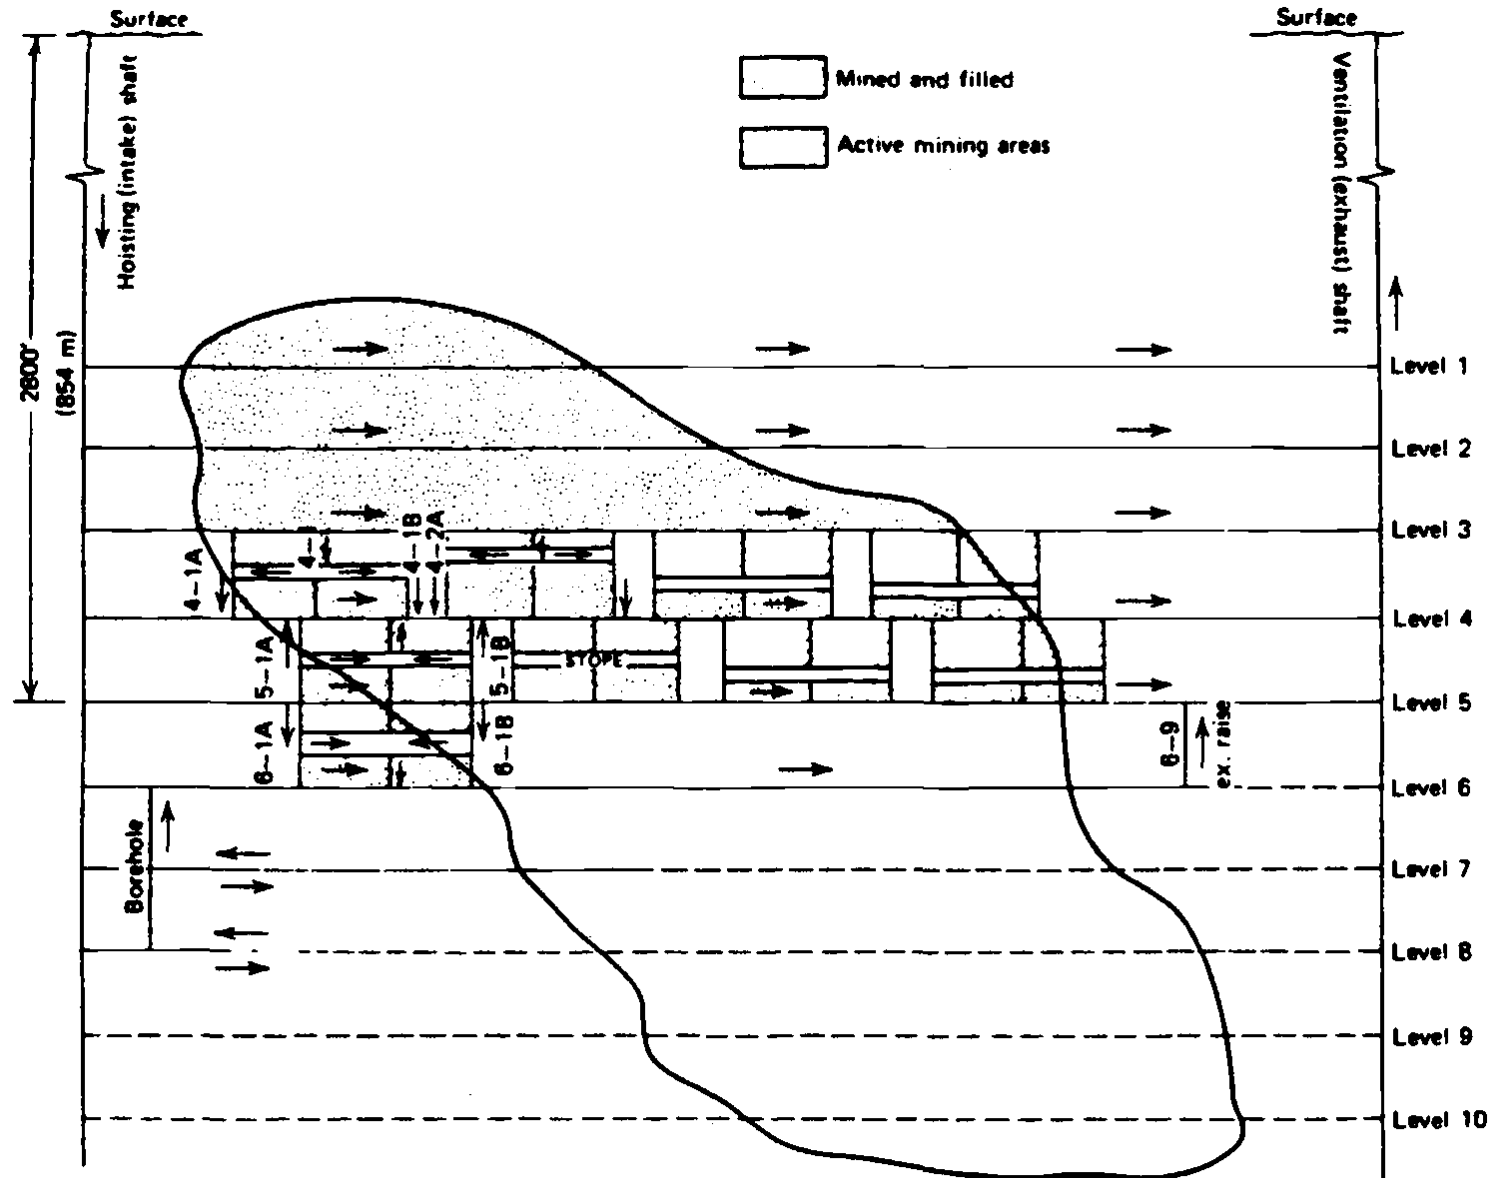 Surface
Surface
Mined and filled
Active mining areas
Hoisting (intake) shaft
Ventilation (exhaust) shaft
2800'
(854 m)
Level 1
Level 2
Level 3
4-1A
4-1B
4-2A
Level 4
5-1A
STOPE
5-1B
Level 5
6-1A
6-1B
6-9
ex. raise
Level 6
Borehole
Level 7
Level 8
Level 9
Level 10